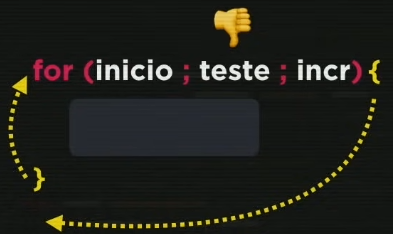 for (inicio ; teste ; incr) {
}